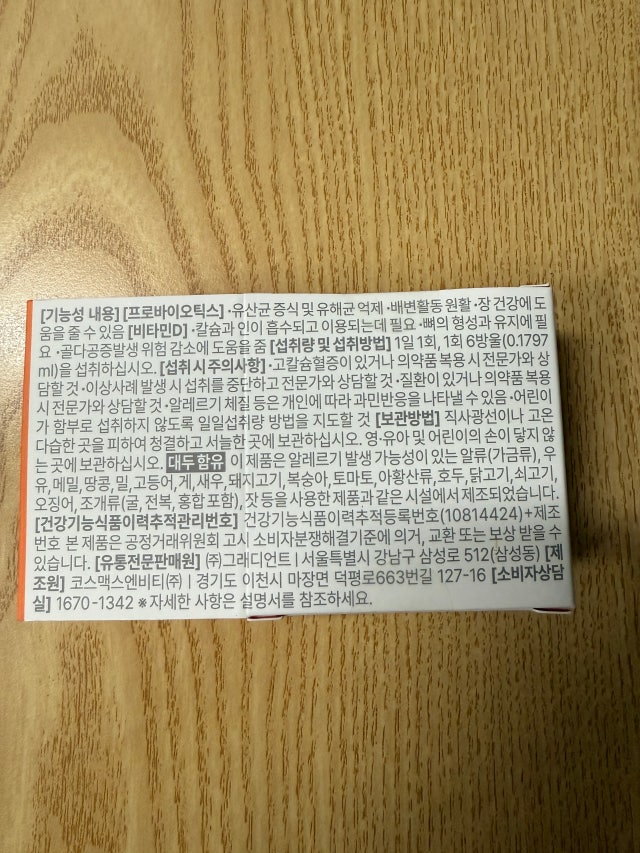 [기능성 내용] [프로바이오틱스] •유산균 증식 및 유해균 억제 •배변활동 원활 •장 건강에 도
움을 줄 수 있음 [비타민D] •칼슘과 인이 흡수되고 이용되는데 필요 •뼈의 형성과 유지에 필
요 •골다공증발생 위험 감소에 도움을 줌 [섭취량 및 섭취방법] 1일 1회, 1회 6방울(0.1797
ml)을 섭취하십시오. [섭취 시 주의사항] •고칼슘혈증이 있거나 의약품 복용 시 전문가와 상
담할 것 •이상사례 발생 시 섭취를 중단하고 전문가와 상담할 것 •질환이 있거나 의약품 복용
시 전문가와 상담할 것 •알레르기 체질 등은 개인에 따라 과민반응을 나타낼 수 있음 •어린이
가 함부로 섭취하지 않도록 일일섭취량 방법을 지도할 것 [보관방법] 직사광선이나 고온
다습한 곳을 피하여 청결하고 서늘한 곳에 보관하십시오. 영·유아 및 어린이의 손이 닿지 않
는 곳에 보관하십시오. 대두 함유 이 제품은 알레르기 발생 가능성이 있는 알류(가금류), 우
유, 메밀, 땅콩, 밀, 고등어, 게, 새우, 돼지고기, 복숭아, 토마토, 아황산류, 호두, 닭고기, 쇠고기,
오징어, 조개류(굴, 전복, 홍합 포함), 잣 등을 사용한 제품과 같은 시설에서 제조되었습니다.
[건강기능식품이력추적관리번호] 건강기능식품이력추적등록번호(10814424)+제조
번호 본 제품은 공정거래위원회 고시 소비자분쟁해결기준에 의거, 교환 또는 보상 받을 수
있습니다. [유통전문판매원] ㈜그래디언트 | 서울특별시 강남구 삼성로 512(삼성동) [제
조원] 코스맥스엔비티㈜ | 경기도 이천시 마장면 덕평로663번길 127-16 [소비자상담
실] 1670-1342 ※자세한 사항은 설명서를 참조하세요.